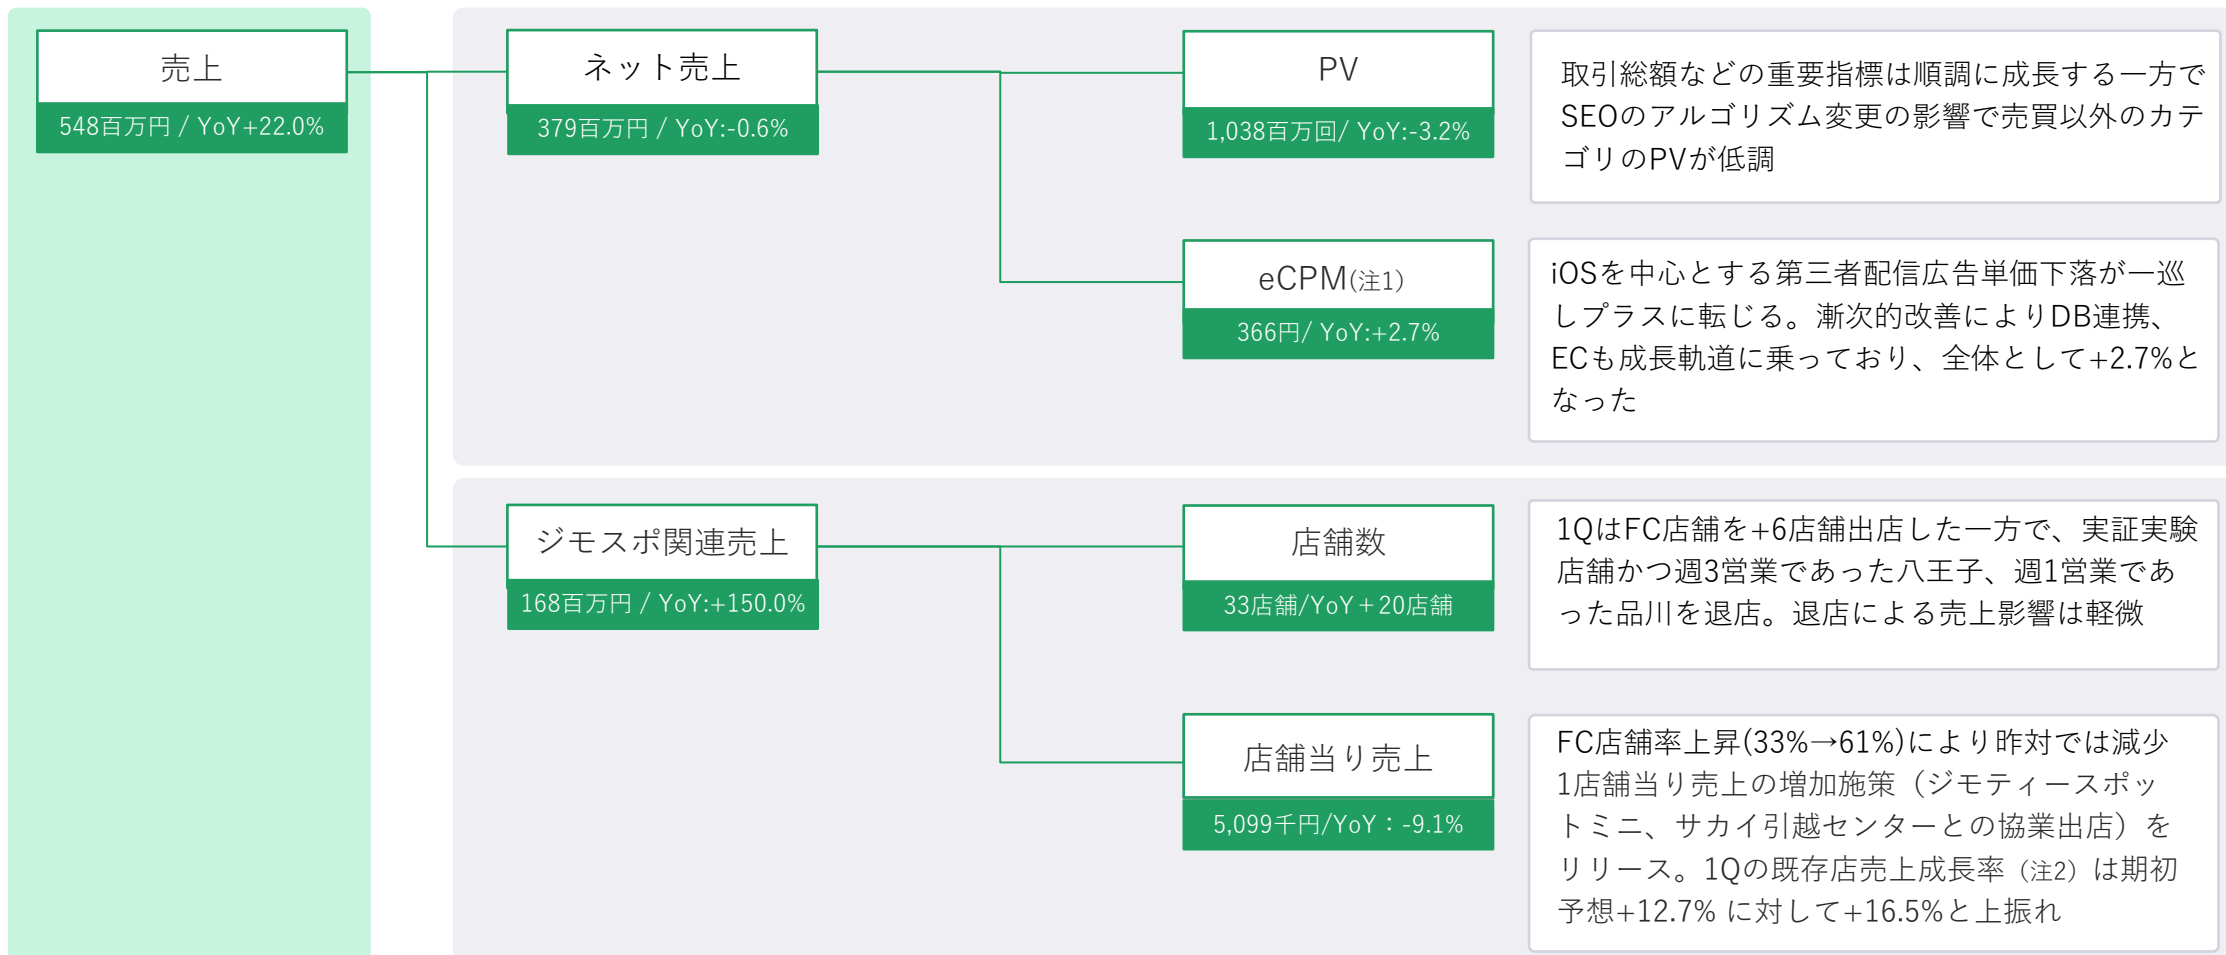 売上
548百万円 / YoY+22.0%
ネット売上
379百万円 / YoY:-0.6%
PV
1,038百万回/ YoY:-3.2%
取引総額などの重要指標は順調に成長する一方で
SEOのアルゴリズム変更の影響で売買以外のカテ
ゴリのPVが低調
eCPM(注1)
366円/ YoY:+2.7%
iOSを中心とする第三者配信広告単価下落が一巡
しプラスに転じる。漸次的改善によりDB連携、
ECも成長軌道に乗っており、全体として+2.7%と
なった
ジモスポ関連売上
168百万円 / YoY:+150.0%
店舗数
33店舗/YoY＋20店舗
1QはFC店舗を+6店舗出店した一方で、実証実験
店舗かつ週3営業であった八王子、週1営業であ
った品川を退店。退店による売上影響は軽微
店舗当り売上
5,099千円/YoY：-9.1%
FC店舗率上昇(33%→61%)により昨対では減少
1店舗当り売上の増加施策（ジモティースポッ
トミニ、サカイ引越センターとの協業出店）を
リリース。1Qの既存店売上成長率（注2）は期初
予想+12.7% に対して+16.5%と上振れ